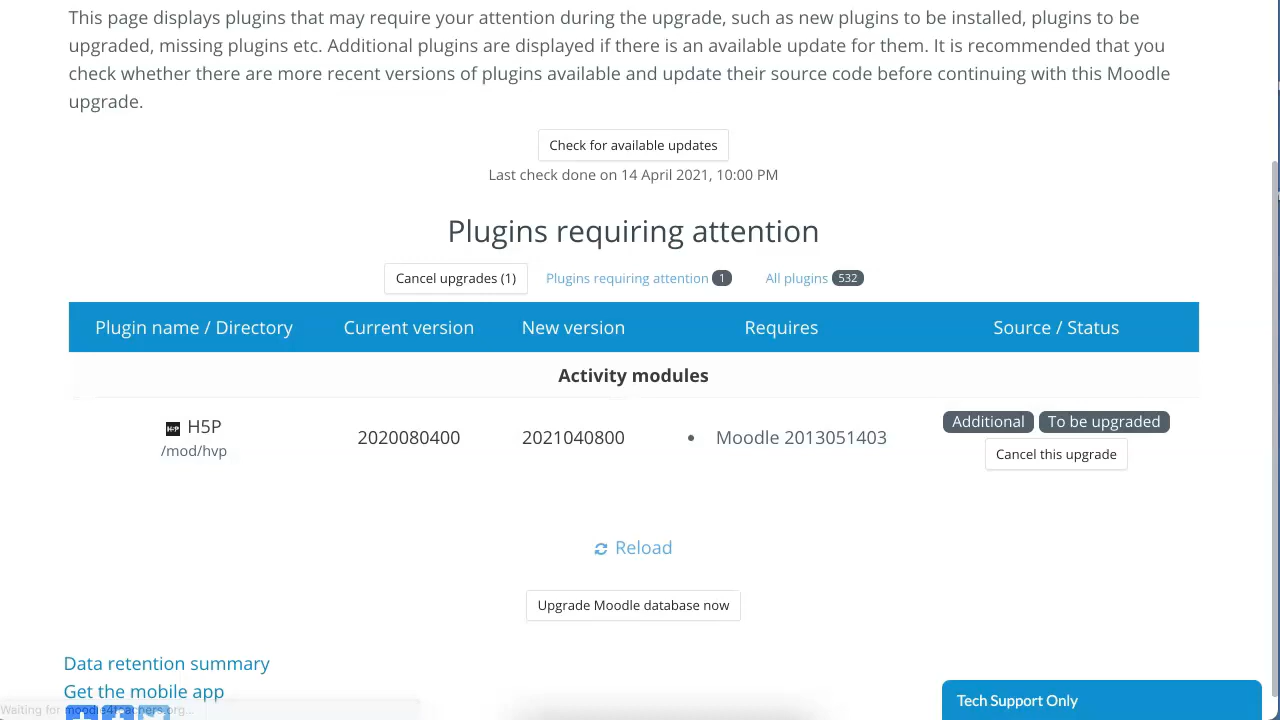 This page displays plugins that may require your attention during the upgrade, such as new plugins to be installed, plugins to be
upgraded, missing plugins etc. Additional plugins are displayed if there is an available update for them. It is recommended that you
check whether there are more recent versions of plugins available and update their source code before continuing with this Moodle
upgrade.
Check for available updates
Last check done on 14 April 2021, 10:00 PM
Plugins requiring attention
Cancel upgrades (1) Plugins requiring attention 1 All plugins 532
Plugin name / Directory Current version New version Requires Source / Status
Activity modules
H5P H5P 2020080400 2021040800 • Moodle 2013051403 Additional To be upgraded
/mod/hvp Cancel this upgrade
Reload
Upgrade Moodle database now
Data retention summary
Get the mobile app
Waiting for moodle4teachers.org...
Tech Support Only